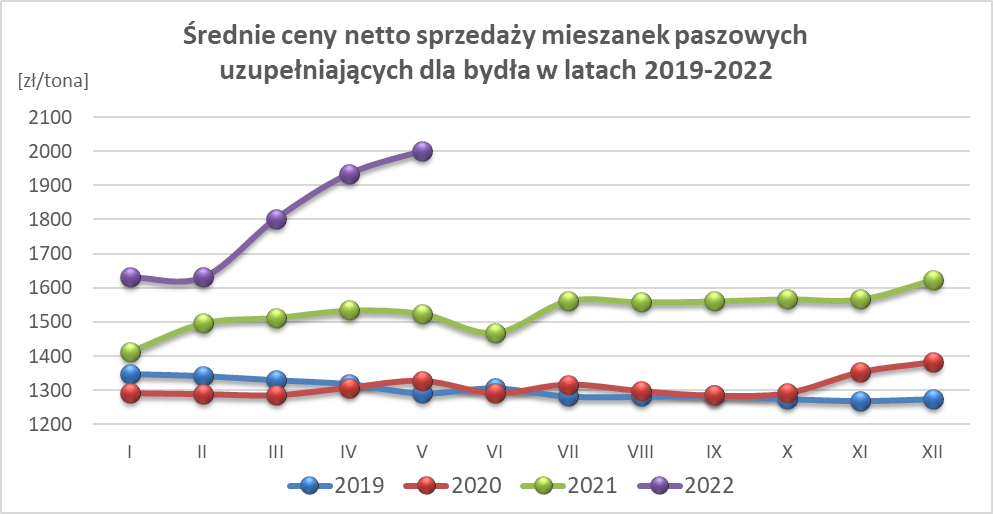 Średnie ceny netto sprzedaży mieszanek paszowych
uzupełniających dla bydła w latach 2019-2022
[zł/tona]
2100
2000
1900
1800
1700
1600
1500
1400
1300
1200
I II III IV V VI VII VIII IX X XI XII
2019 2020 2021 2022